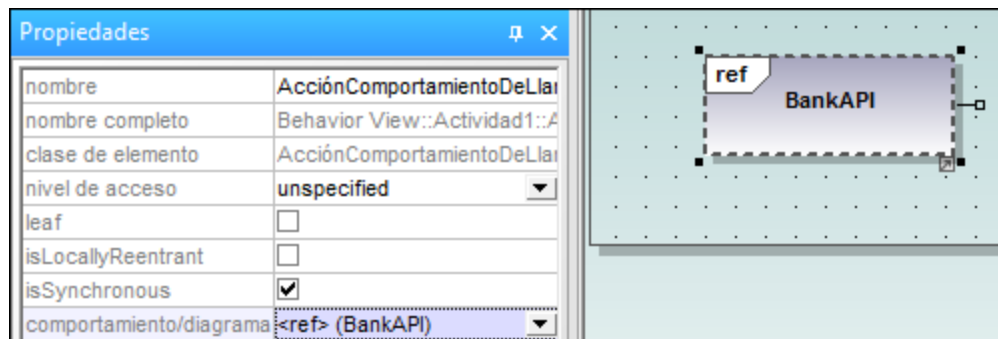 Propiedades
nombre AcciónComportamientoDeLlar
nombre completo Behavior View::Actividad1::A
clase de elemento AcciónComportamientoDeLlar
nivel de acceso unspecified
leaf
isLocallyReentrant
isSynchronous
comportamiento/diagrama <ref> (BankAPI)
ref
BankAPI